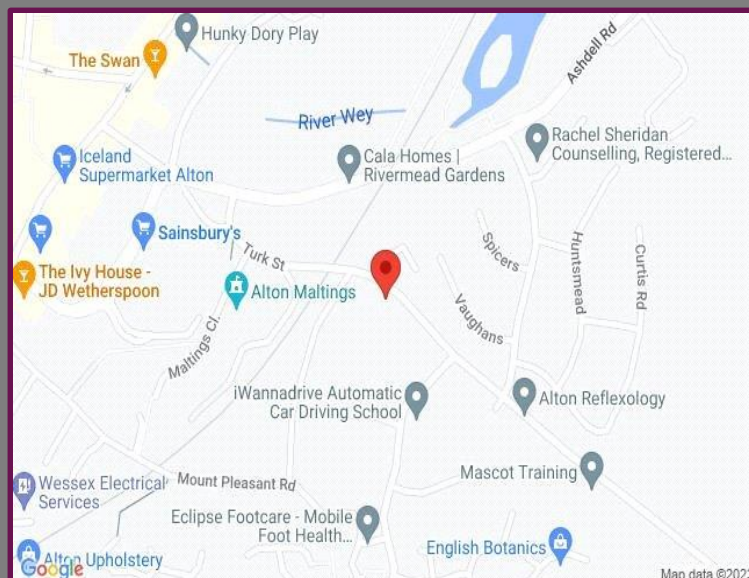 Hunky Dory Play
The Swan
Ashdell Rd
River Wey
Rachel Sheridan
Counselling, Registered...
Iceland
Supermarket Alton
Cala Homes |
Rivermead Gardens
Sainsbury's
Turk St
Spicers
Huntsmead
Curtis Rd
The Ivy House -
JD Wetherspoon
Alton Maltings
Vaughans
Maltings Cl.
iWannadrive Automatic
Car Driving School
Alton Reflexology
Mount Pleasant Rd
Mascot Training
Wessex Electrical
Services
Eclipse Footcare - Mobile
Foot Health...
English Botanics
Alton Upholstery
Google